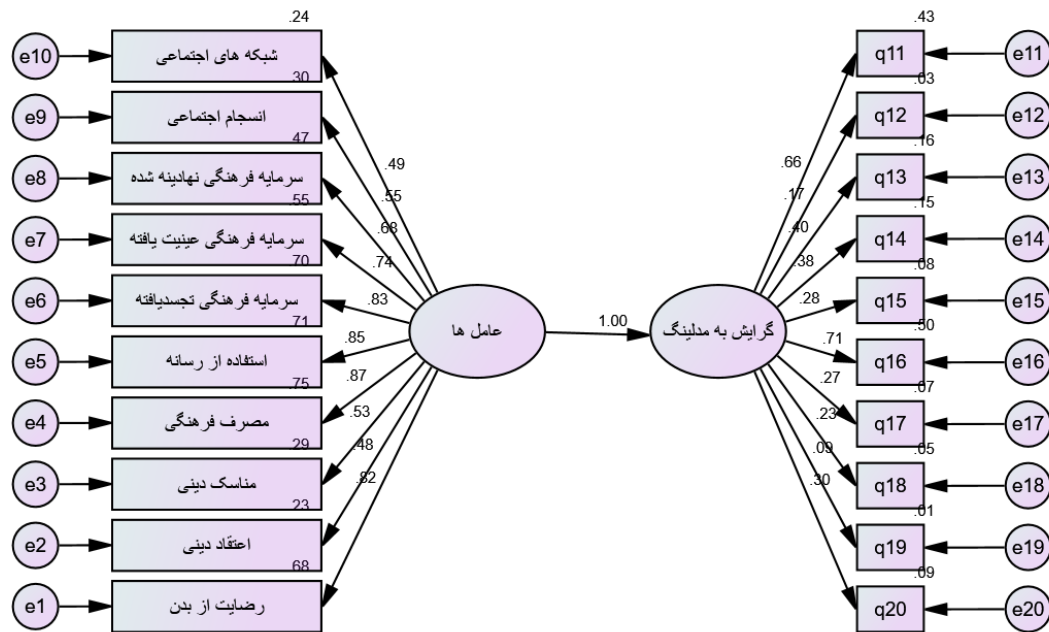 .24
e10
شبکه های اجتماعی
.30
e9
انسجام اجتماعی
.47
e8
سرمایه فرهنگی نهادینه شده
.55
e7
سرمایه فرهنگی عینیت یافته
.70
e6
سرمایه فرهنگی تجسدیافته
.71
e5
استفاده از رسانه
.75
e4
مصرف فرهنگی
.29
e3
مناسک دینی
.23
e2
اعتقاد دینی
.68
e1
رضایت از بدن
.49
.55
.68
.74
.83
.85
.87
.53
.48
.82
عامل ها
1.00
گرایش به مدلینگ
.66
.17
.40
.38
.28
.71
.27
.23
.09
.30
.43
q11
e11
.03
q12
e12
.16
q13
e13
.15
q14
e14
.08
q15
e15
.50
q16
e16
.07
q17
e17
.05
q18
e18
.01
q19
e19
.09
q20
e20